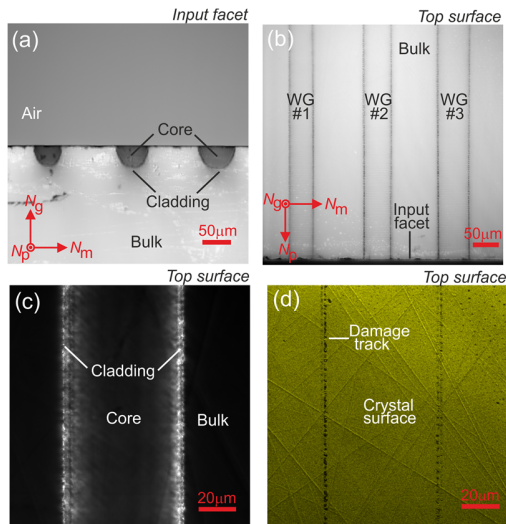 Input facet
(a)
Air
Core
Cladding
Bulk
Ng
Np
Nm
50μm
Top surface
(b)
Bulk
WG
#1
WG
#2
WG
#3
Ng
Nm
Np
Input
facet
50μm
Top surface
(c)
Cladding
Core
Bulk
20μm
Top surface
(d)
Damage
track
Crystal
surface
20μm